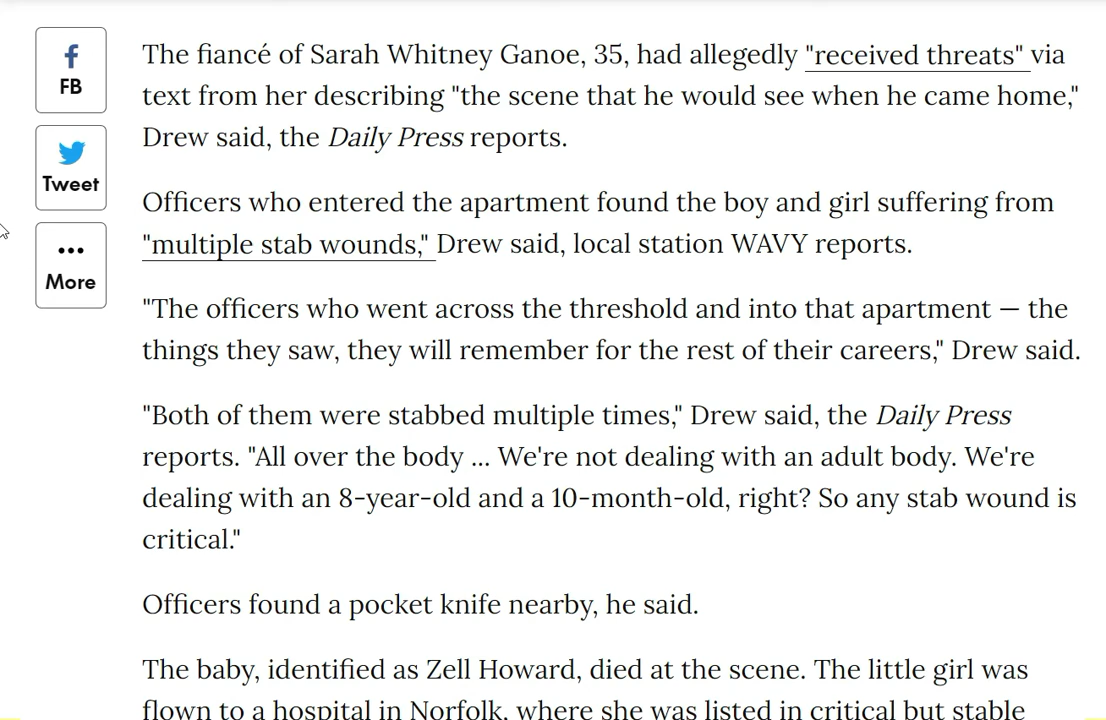 FB
Tweet
More
The fiancé of Sarah Whitney Ganoe, 35, had allegedly "received threats" via
text from her describing "the scene that he would see when he came home,"
Drew said, the Daily Press reports.
Officers who entered the apartment found the boy and girl suffering from
"multiple stab wounds," Drew said, local station WAVY reports.
"The officers who went across the threshold and into that apartment — the
things they saw, they will remember for the rest of their careers," Drew said.
"Both of them were stabbed multiple times," Drew said, the Daily Press
reports. "All over the body ... We're not dealing with an adult body. We're
dealing with an 8-year-old and a 10-month-old, right? So any stab wound is
critical."
Officers found a pocket knife nearby, he said.
The baby, identified as Zell Howard, died at the scene. The little girl was
flown to a hospital in Norfolk, where she was listed in critical but stable